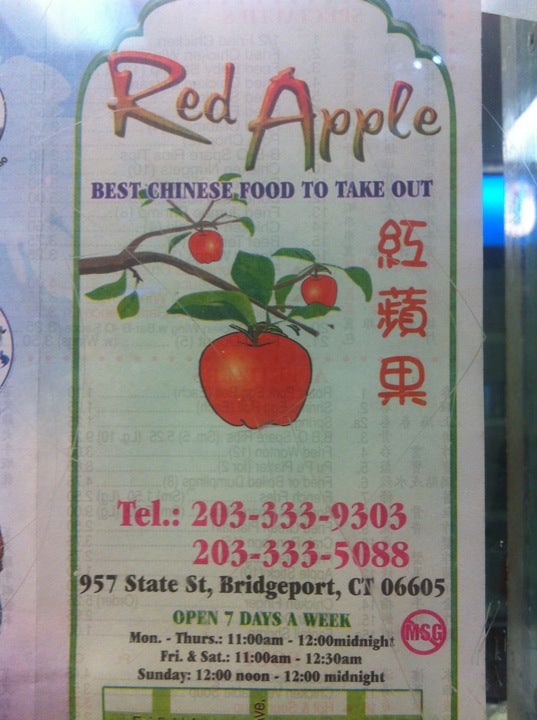 Red Apple
BEST CHINESE FOOD TO TAKE OUT
紅蘋果
Tel.: 203-333-9303
203-333-5088
957 State St, Bridgeport, CT 06605
OPEN 7 DAYS A WEEK
MSG
Mon. - Thurs.: 11:00am - 12:00midnight
Fri. & Sat.: 11:00am - 12:30am
Sunday: 12:00 noon - 12:00 midnight
Ave.